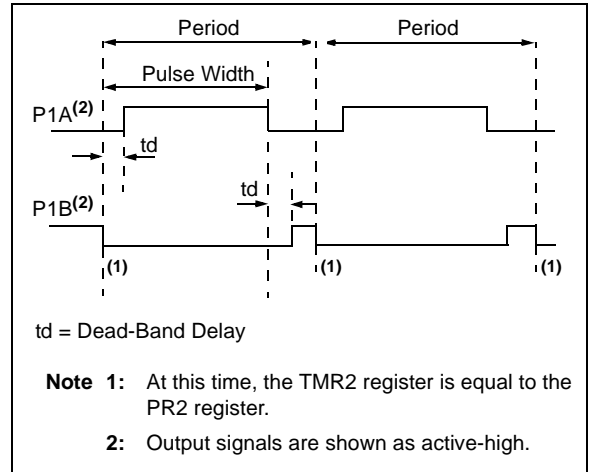 Period Period
Pulse Width
P1A(2)
td
td
P1B(2)
(1) (1) (1)
td = Dead-Band Delay
Note 1: At this time, the TMR2 register is equal to the
PR2 register.
2: Output signals are shown as active-high.